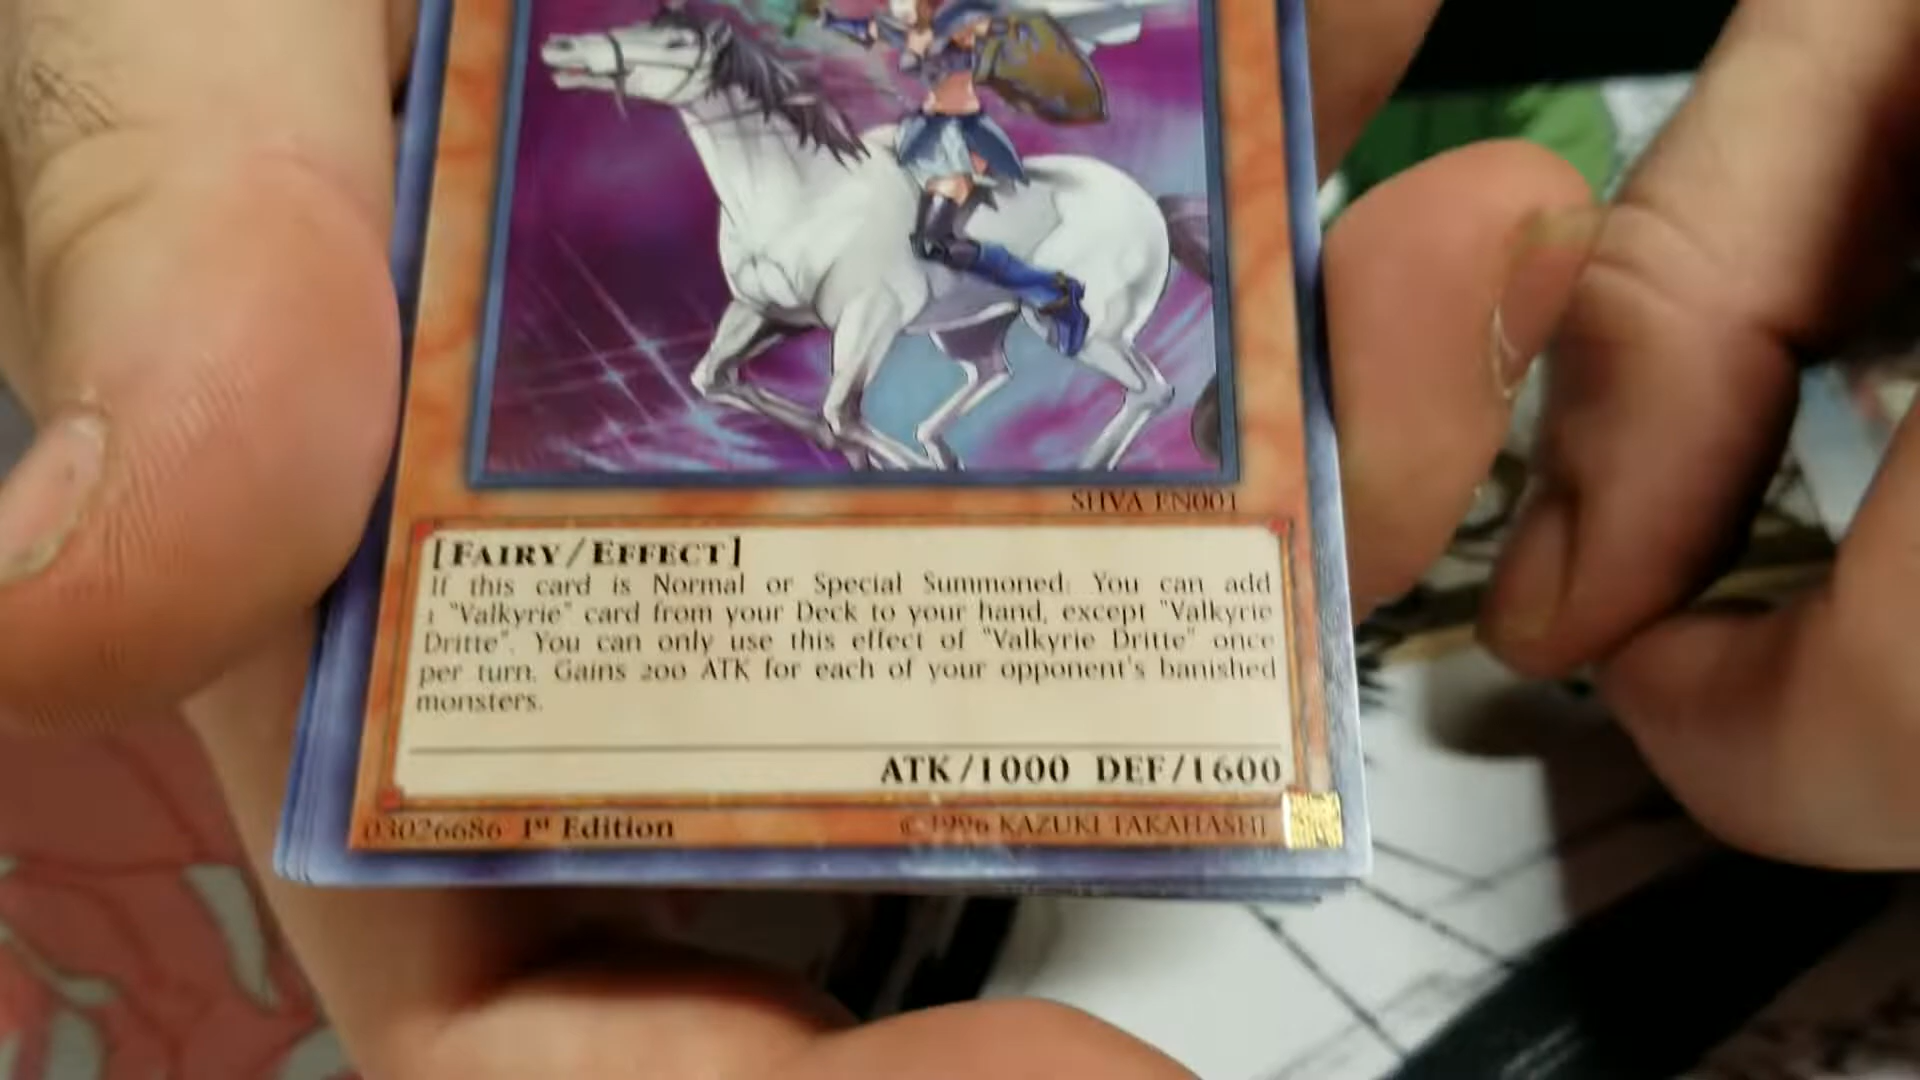 SHVA-EN001
[FAIRY/EFFECT]
If this card is Normal or Special Summoned: You can add
1 "Valkyrie" card from your Deck to your hand, except "Valkyrie
Dritte". You can only use this effect of "Valkyrie Dritte" once
per turn. Gains 200 ATK for each of your opponent's banished
monsters.
ATK/1000 DEF/1600
03026686 1st Edition
© 1996 KAZUKI TAKAHASHI